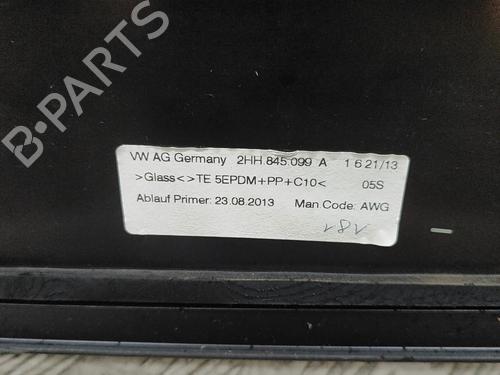 B-PARTS
VW AG Germany 2HH.845.099 A 1 6 21/13
>Glass<>TE 5EPDM+PP+C10< 05S
Ablauf Primer: 23.08.2013 Man.Code: AWG
181